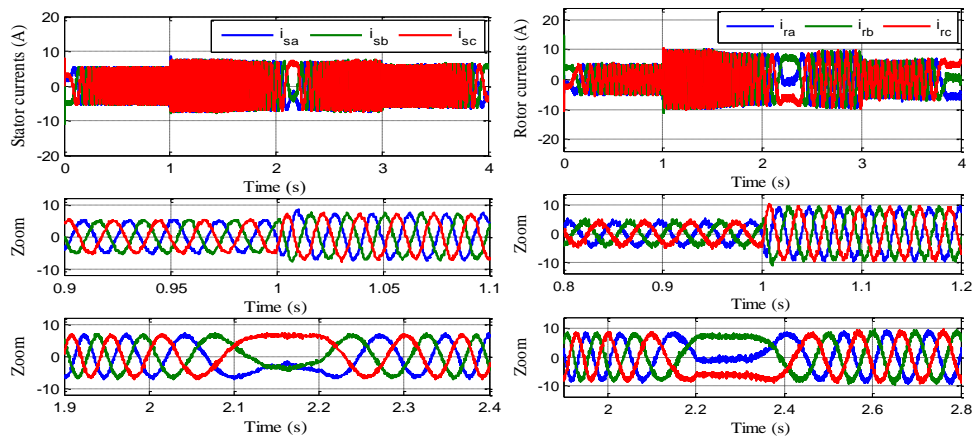 Stator currents (A)
20
10
0
-10
-20
i_sa i_sb i_sc
0 1 2 3 4
Time (s)
Zoom
10
0
-10
0.9 0.95 1 1.05 1.1
Time (s)
Zoom
10
0
-10
1.9 2 2.1 2.2 2.3 2.4
Time (s)
Rotor currents (A)
20
10
0
-10
-20
i_ra i_rb i_rc
0 1 2 3 4
Time (s)
Zoom
10
0
-10
0.8 0.9 1 1.1 1.2
Time (s)
Zoom
10
0
-10
2 2.2 2.4 2.6 2.8
Time (s)